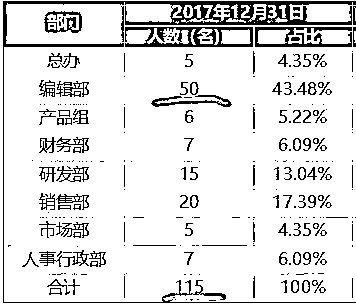 部门 2017年12月31日
人数(名) 占比
总办 5 4.35%
编辑部 50 43.48%
产品组 6 5.22%
财务部 7 6.09%
研发部 15 13.04%
销售部 20 17.39%
市场部 5 4.35%
人事行政部 7 6.09%
合计 115 100%